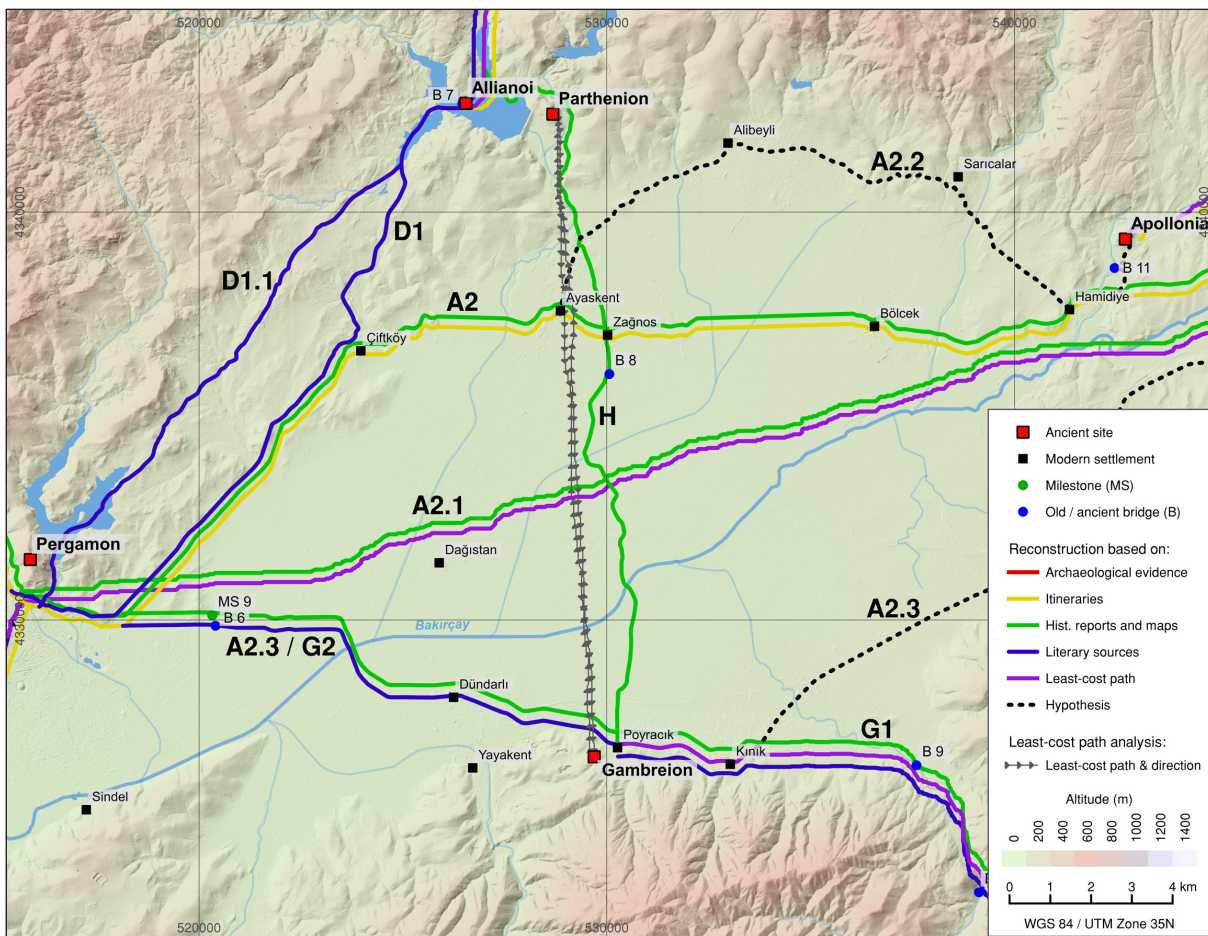 520000
530000
540000
B 7
Allianoi
Parthenion
Alibeyli
A2.2
Sarıcalar
4340000
4340000
D1
Apollonia
D1.1
B 11
A2
Ayaskent
Hamidiye
Zağnos
Bölcek
Çiftköy
B 8
H
A2.1
Pergamon
Dağıstan
MS 9
B 6
A2.3
4330000
Bakırçay
A2.3 / G2
Dündarlı
Poyracık
G1
Kınık
B 9
Yayakent
Gambreion
Sindel
520000
530000
Ancient site
Modern settlement
Milestone (MS)
Old / ancient bridge (B)
Reconstruction based on:
Archaeological evidence
Itineraries
Hist. reports and maps
Literary sources
Least-cost path
Hypothesis
Least-cost path analysis:
Least-cost path & direction
Altitude (m)
0
200
400
600
800
1000
1200
1400
0 1 2 3 4 km
WGS 84 / UTM Zone 35N